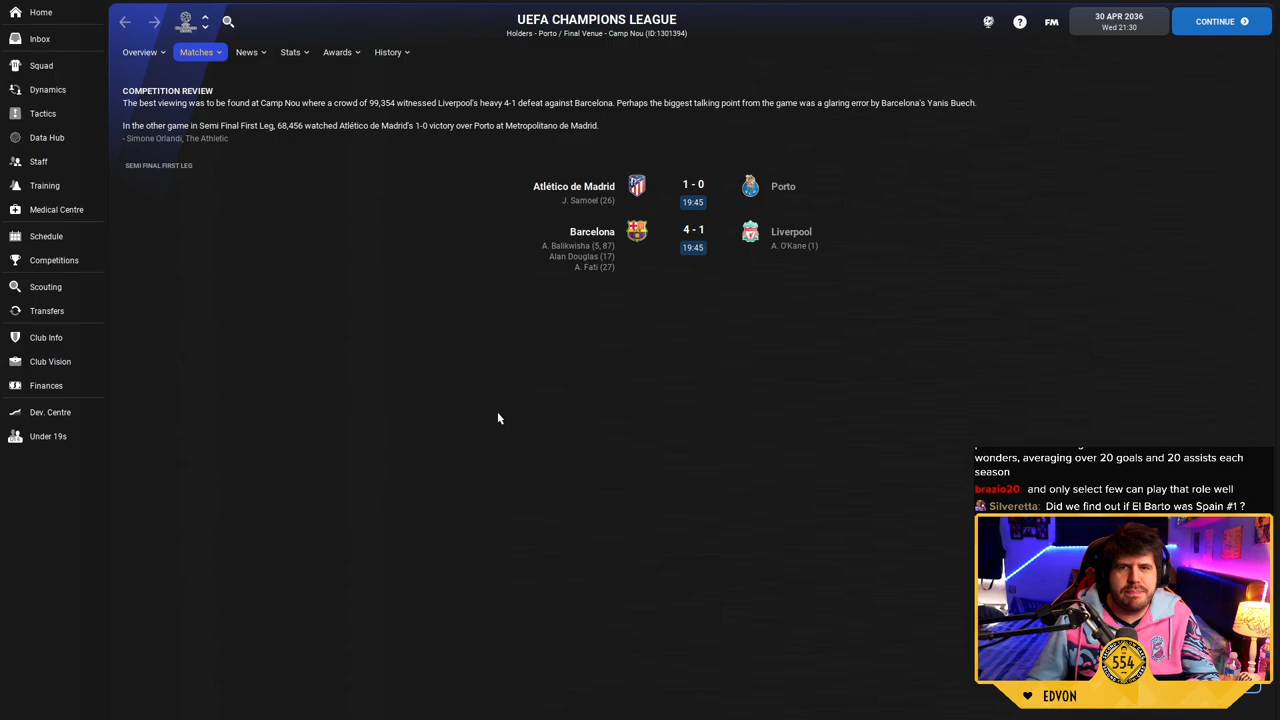 UEFA CHAMPIONS LEAGUE
Holders - Porto / Final Venue - Camp Nou (ID:1301394)
FM
30 APR 2036
Wed 21:30
CONTINUE
Home
Inbox
Squad
Dynamics
Tactics
Data Hub
Staff
Training
Medical Centre
Schedule
Competitions
Scouting
Transfers
Club Info
Club Vision
Finances
Dev. Centre
Under 19s
Overview
Matches
News
Stats
Awards
History
COMPETITION REVIEW
The best viewing was to be found at Camp Nou where a crowd of 99,354 witnessed Liverpool's heavy 4-1 defeat against Barcelona. Perhaps the biggest talking point from the game was a glaring error by Barcelona's Yanis Buech.
In the other game in Semi Final First Leg, 68,456 watched Atlético de Madrid's 1-0 victory over Porto at Metropolitano de Madrid.
- Simone Orlandi, The Athletic
SEMI FINAL FIRST LEG
Atlético de Madrid 1 - 0 Porto
J. Samoel (26) 19:45
Barcelona 4 - 1 Liverpool
A. Balikwisha (5, 87) 19:45 A. O'Kane (1)
Alan Douglas (17)
A. Fati (27)
wonders, averaging over 20 goals and 20 assists each
season
brazio20: and only select few can play that role well
Silveretta: Did we find out if El Barto was Spain #1 ?
554
EDVON